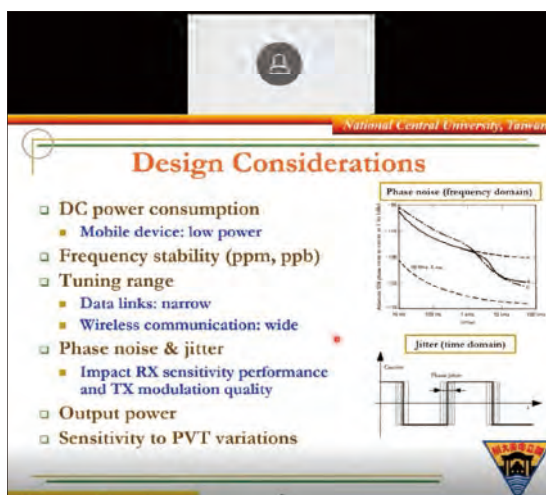 National Central University, Taiwan
Design Considerations
DC power consumption
Mobile device: low power
Frequency stability (ppm, ppb)
Tuning range
Data links: narrow
Wireless communication: wide
Phase noise & jitter
Impact RX sensitivity performance
and TX modulation quality
Output power
Sensitivity to PVT variations
Phase noise (frequency domain)
Jitter (time domain)
Phase jitter